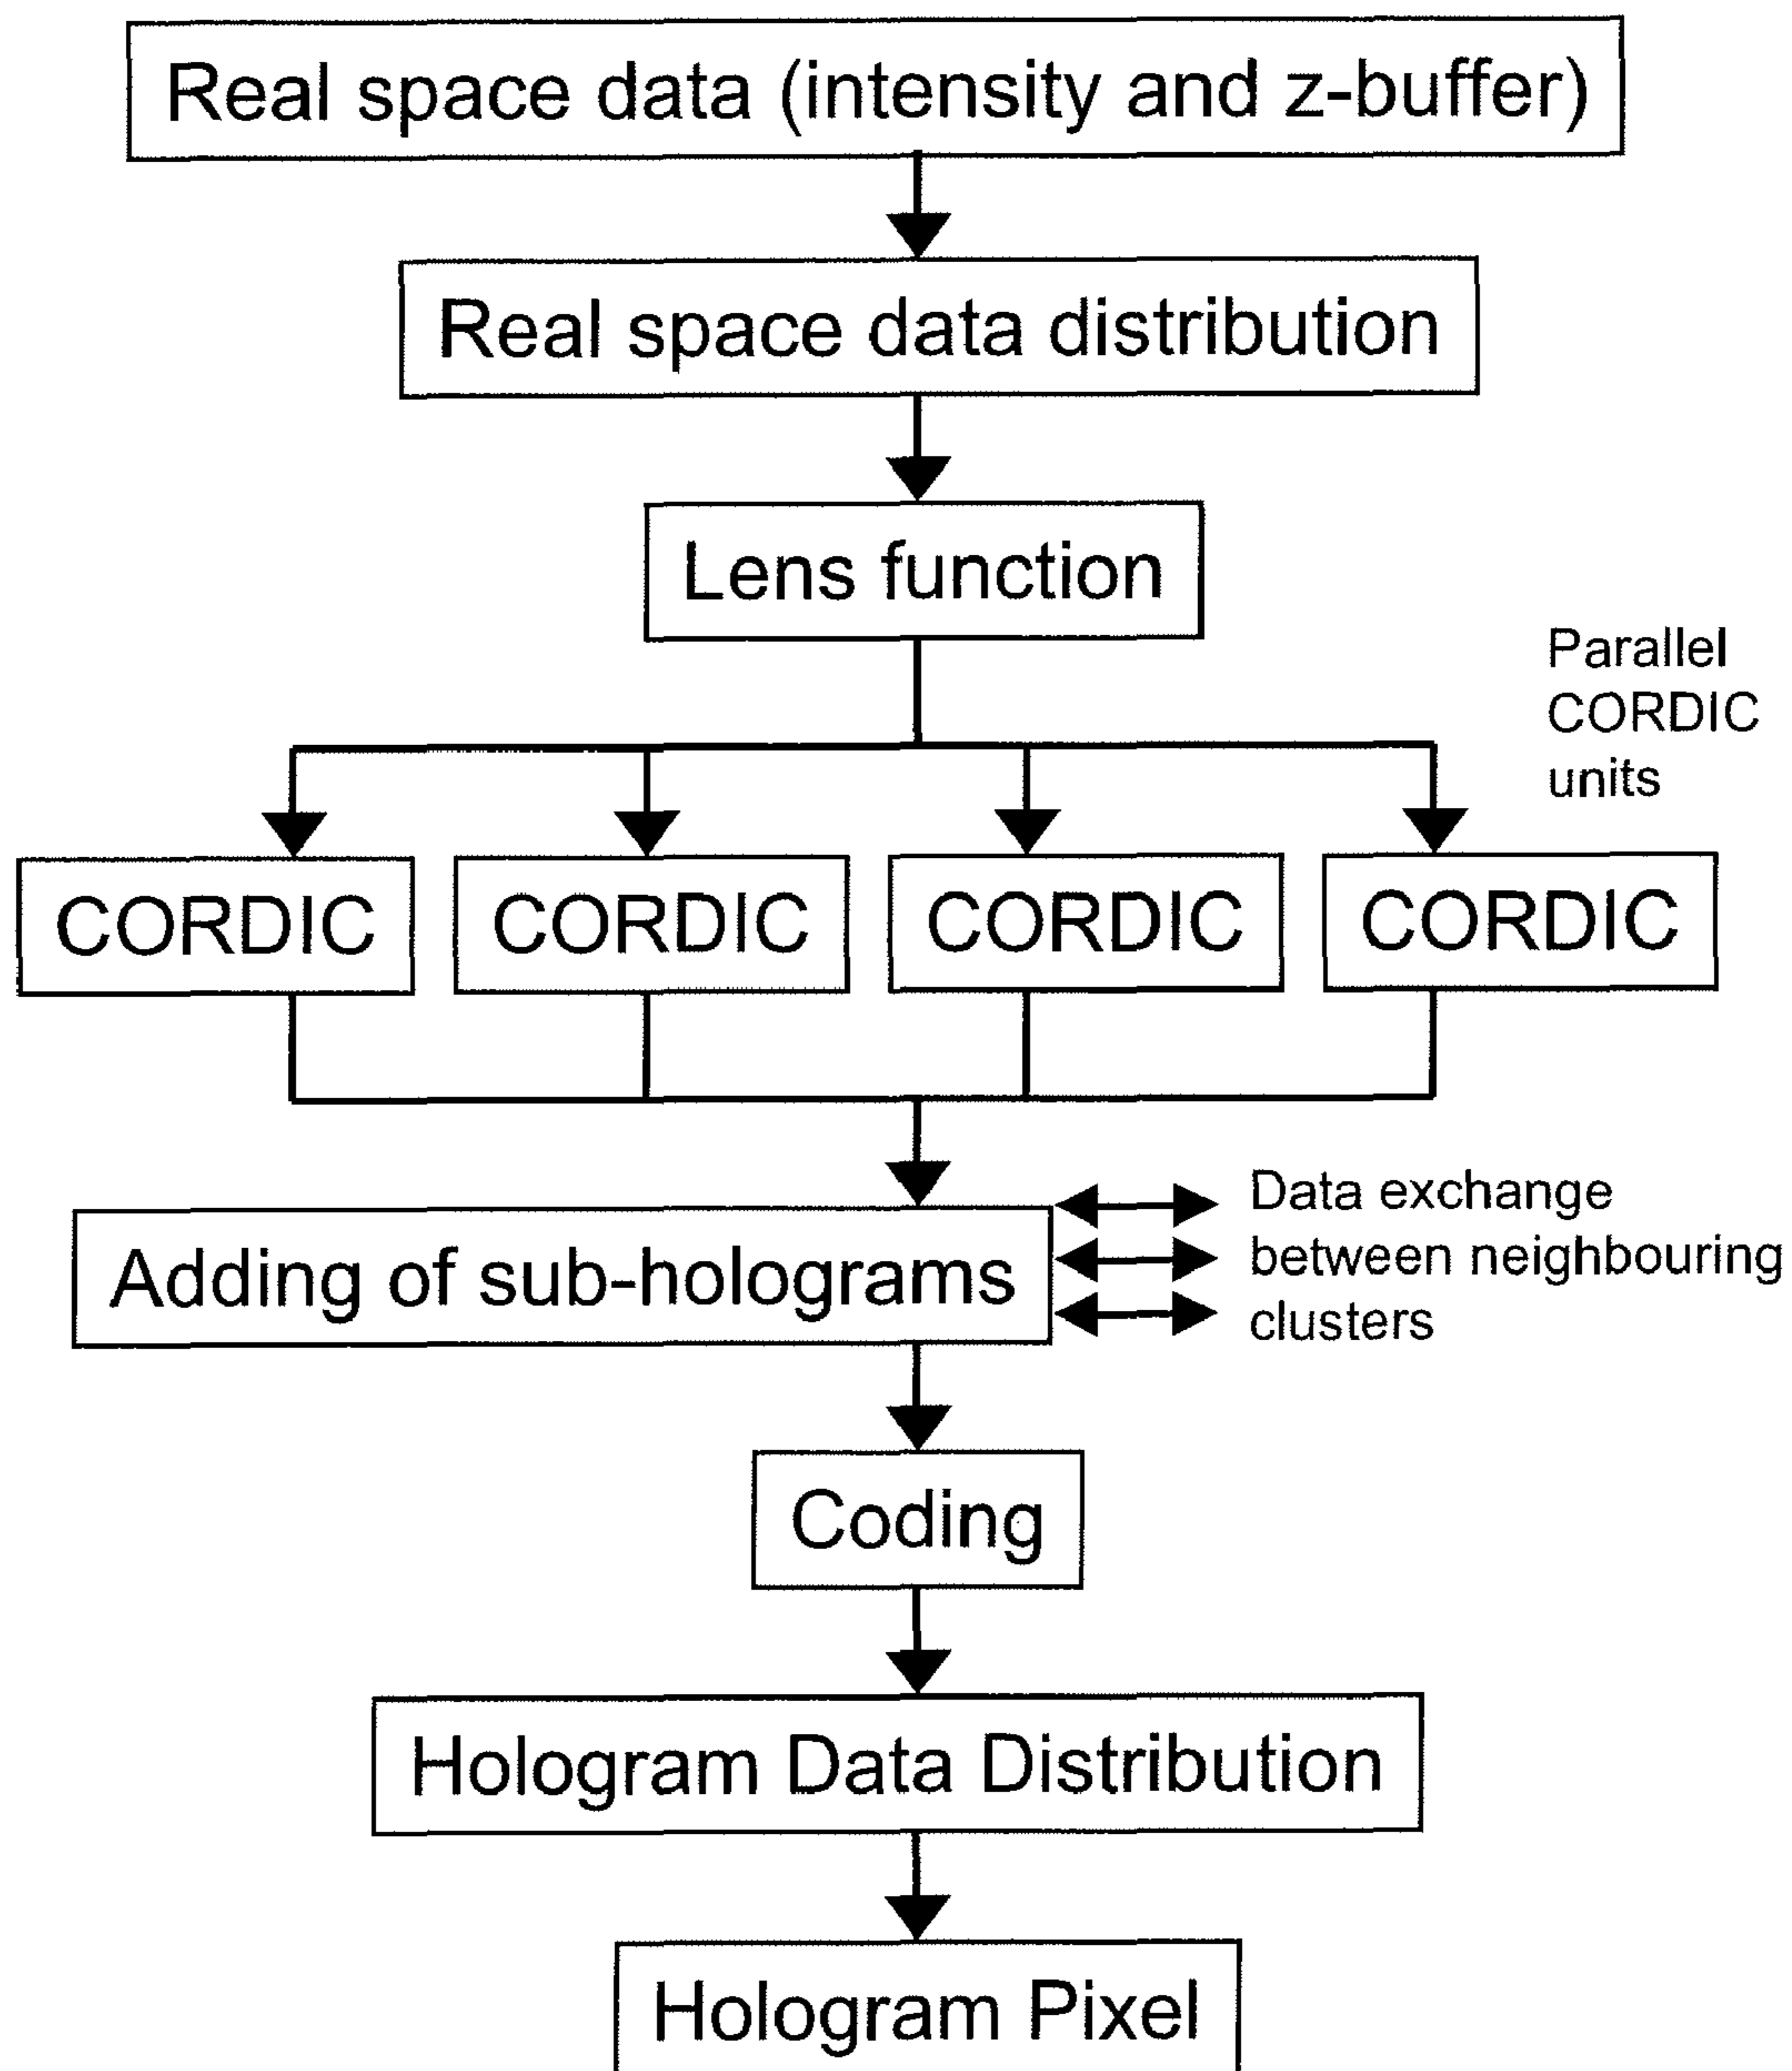 Real space data (intensity and z-buffer)
Real space data distribution
Lens function
Parallel
CORDIC
units
CORDIC
CORDIC
CORDIC
CORDIC
Adding of sub-holograms
Data exchange
between neighbouring
clusters
Coding
Hologram Data Distribution
Hologram Pixel